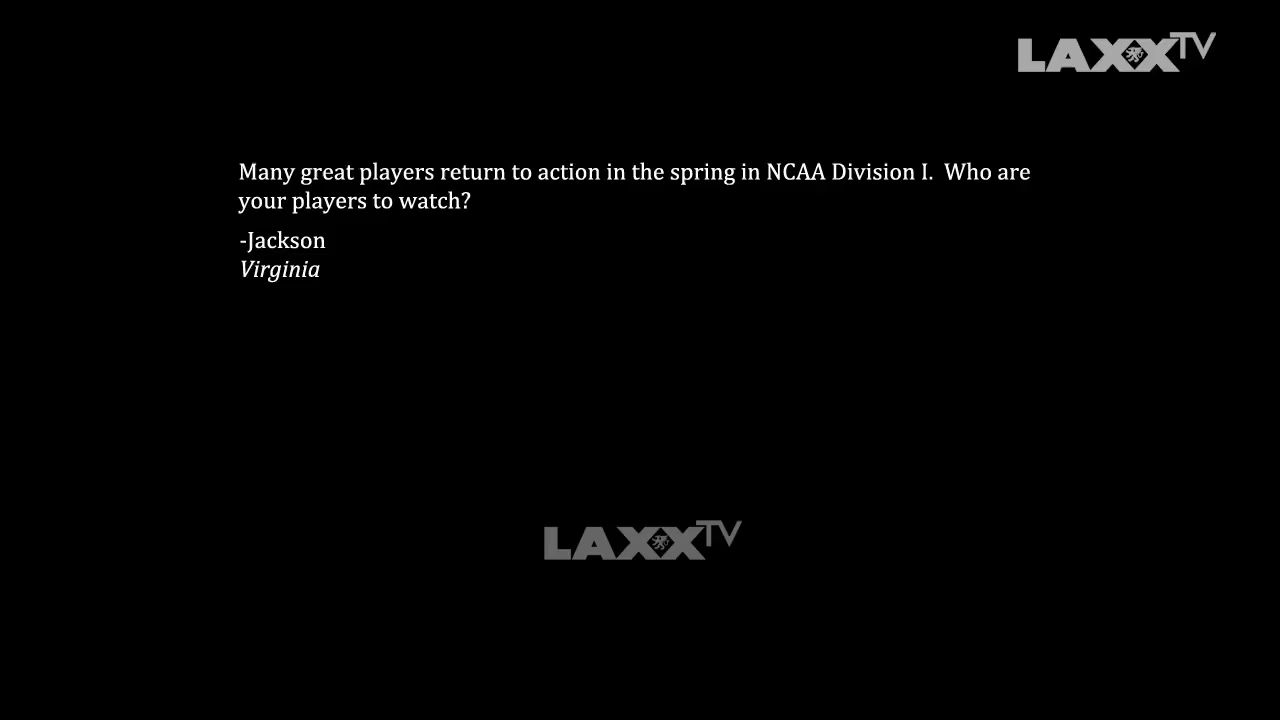 LAXXTV
Many great players return to action in the spring in NCAA Division I.  Who are
your players to watch?
-Jackson
Virginia
LAXXTV